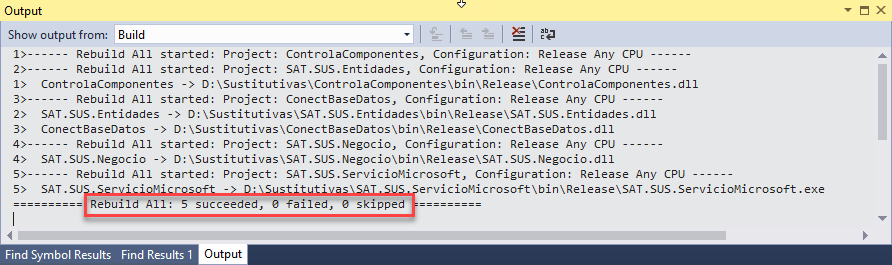 Output
Show output from: Build
1>------ Rebuild All started: Project: ControlaComponentes, Configuration: Release Any CPU ------
2>------ Rebuild All started: Project: SAT.SUS.Entidades, Configuration: Release Any CPU ------
1>  ControlaComponentes -> D:\Sustitutivas\ControlaComponentes\bin\Release\ControlaComponentes.dll
3>------ Rebuild All started: Project: ConectBaseDatos, Configuration: Release Any CPU ------
2>  SAT.SUS.Entidades -> D:\Sustitutivas\SAT.SUS.Entidades\bin\Release\SAT.SUS.Entidades.dll
3>  ConectBaseDatos -> D:\Sustitutivas\ConectBaseDatos\bin\Release\ConectBaseDatos.dll
4>------ Rebuild All started: Project: SAT.SUS.Negocio, Configuration: Release Any CPU ------
4>  SAT.SUS.Negocio -> D:\Sustitutivas\SAT.SUS.Negocio\bin\Release\SAT.SUS.Negocio.dll
5>------ Rebuild All started: Project: SAT.SUS.ServicioMicrosoft, Configuration: Release Any CPU ------
5>  SAT.SUS.ServicioMicrosoft -> D:\Sustitutivas\SAT.SUS.ServicioMicrosoft\bin\Release\SAT.SUS.ServicioMicrosoft.exe
========== Rebuild All: 5 succeeded, 0 failed, 0 skipped ==========
Find Symbol Results Find Results 1 Output